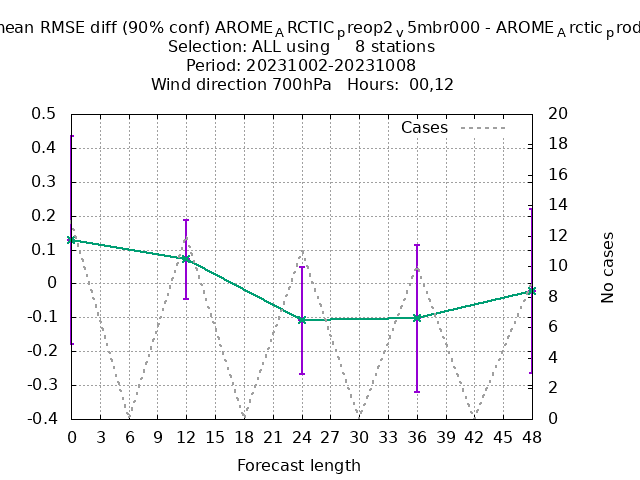 mean RMSE diff (90% conf) AROME_ARCTIC_preop2_v5mbr000 - AROME_Arctic_prod
Selection: ALL using 8 stations
Period: 20231002-20231008
Wind direction 700hPa Hours: 00,12
Cases
0.5
0.4
0.3
0.2
0.1
0
-0.1
-0.2
-0.3
-0.4
20
18
16
14
12
10
8
6
4
2
0
No cases
0 3 6 9 12 15 18 21 24 27 30 33 36 39 42 45 48
Forecast length